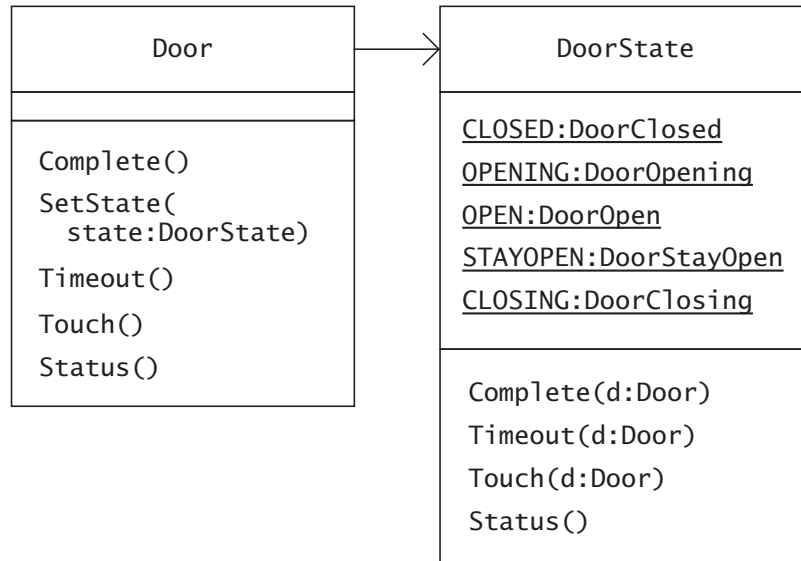 Door
Complete()
SetState(
state:DoorState)
Timeout()
Touch()
Status()
DoorState
CLOSED:DoorClosed
OPENING:DoorOpening
OPEN:DoorOpen
STAYOPEN:DoorStayOpen
CLOSING:DoorClosing
Complete(d:Door)
Timeout(d:Door)
Touch(d:Door)
Status()